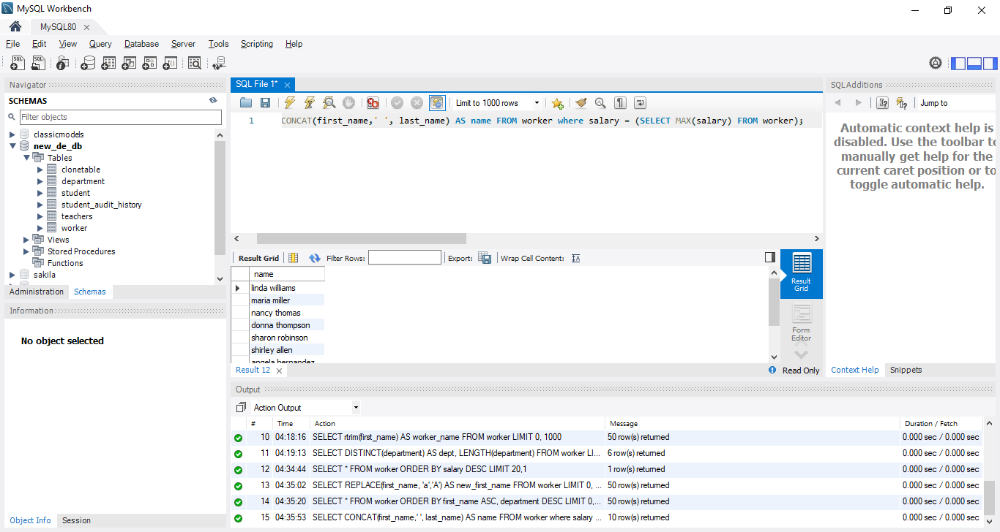 MySQL Workbench
MySQL80
File Edit View Query Database Server Tools Scripting Help
Navigator
SCHEMAS
Filter objects
classicmodels
new_de_db
Tables
clonetable
department
student
student_audit_history
teachers
worker
Views
Stored Procedures
Functions
sakila
Administration Schemas
Information
No object selected
Object Info Session
SQL File 1*
Limit to 1000 rows
1 CONCAT(first_name,' ', last_name) AS name FROM worker where salary = (SELECT MAX(salary) FROM worker);
Result Grid Filter Rows: Export: Wrap Cell Content:
name
linda williams
maria miller
nancy thomas
donna thompson
sharon robinson
shirley allen
angela hernandez
Result Grid
Form Editor
Result 12 Read Only
SQLAdditions
Jump to
Automatic context help is
disabled. Use the toolbar to
manually get help for the
current caret position or to
toggle automatic help.
Context Help Snippets
Output
Action Output
# Time Action Message Duration / Fetch
10 04:18:16 SELECT rtrim(first_name) AS worker_name FROM worker LIMIT 0, 1000 50 row(s) returned 0.000 sec / 0.000 sec
11 04:19:13 SELECT DISTINCT(department) AS dept, LENGTH(department) FROM worker LI... 6 row(s) returned 0.000 sec / 0.000 sec
12 04:34:44 SELECT * FROM worker ORDER BY salary DESC LIMIT 20,1 1 row(s) returned 0.000 sec / 0.000 sec
13 04:35:02 SELECT REPLACE(first_name, 'a','A') AS new_first_name FROM worker LIMIT 0, ... 50 row(s) returned 0.000 sec / 0.000 sec
14 04:35:20 SELECT * FROM worker ORDER BY first_name ASC, department DESC LIMIT 0,... 50 row(s) returned 0.000 sec / 0.000 sec
15 04:35:53 SELECT CONCAT(first_name,' ', last_name) AS name FROM worker where salary ... 10 row(s) returned 0.000 sec / 0.000 sec